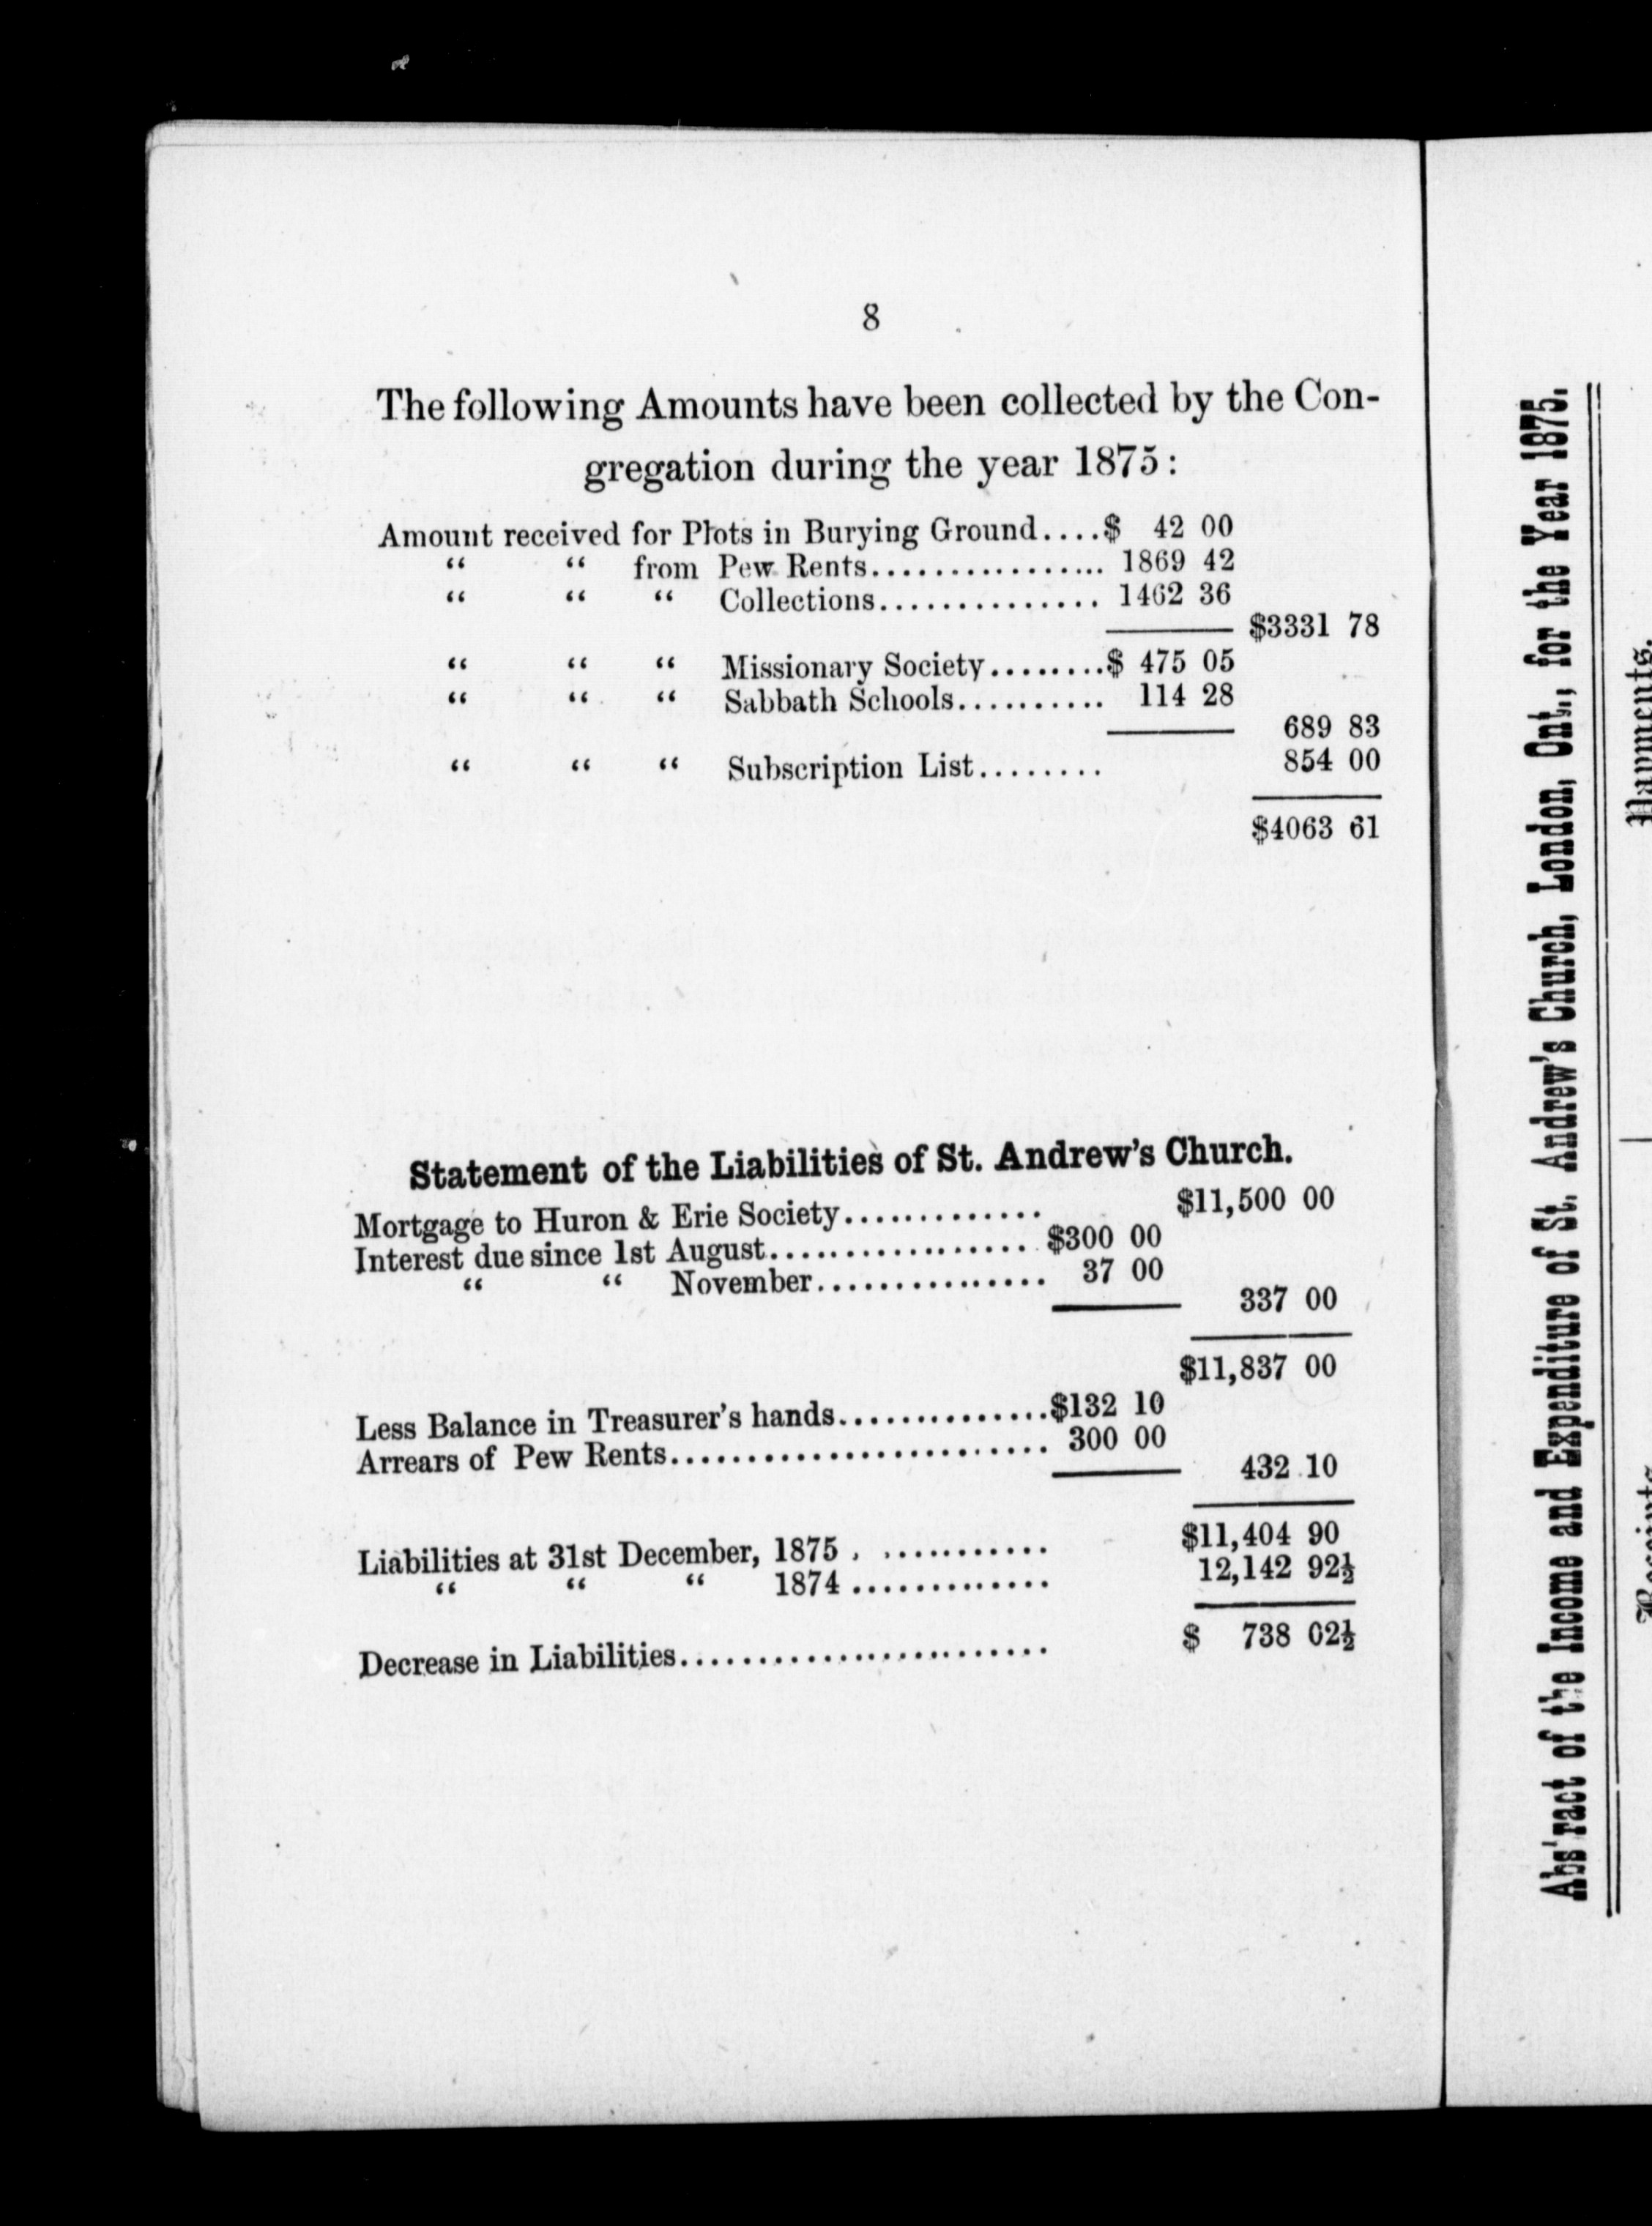 8
The following Amounts have been collected by the Con-
gregation during the year 1875:
Amount received for Plots in Burying Ground....$ 42 00
“ “ from Pew Rents................ 1869 42
“ “ “ Collections.............. 1462 36
$3331 78
“ “ “ Missionary Society........$ 475 05
“ “ “ Sabbath Schools.......... 114 28
689 83
“ “ “ Subscription List........ 854 00
$4063 61
Statement of the Liabilities of St. Andrew's Church.
Mortgage to Huron & Erie Society............. $11,500 00
Interest due since 1st August................. $300 00
“ “ November............... 37 00
337 00
$11,837 00
Less Balance in Treasurer's hands..............$132 10
Arrears of Pew Rents......................... 300 00
432 10
$11,404 90
Liabilities at 31st December, 1875 . ...........
“ “ “ 1874 ............. 12,142 92½
Decrease in Liabilities........................ $ 738 02½
Abstract of the Income and Expenditure of St. Andrew's Church, London, Ont., for the Year 1875.
Payments.